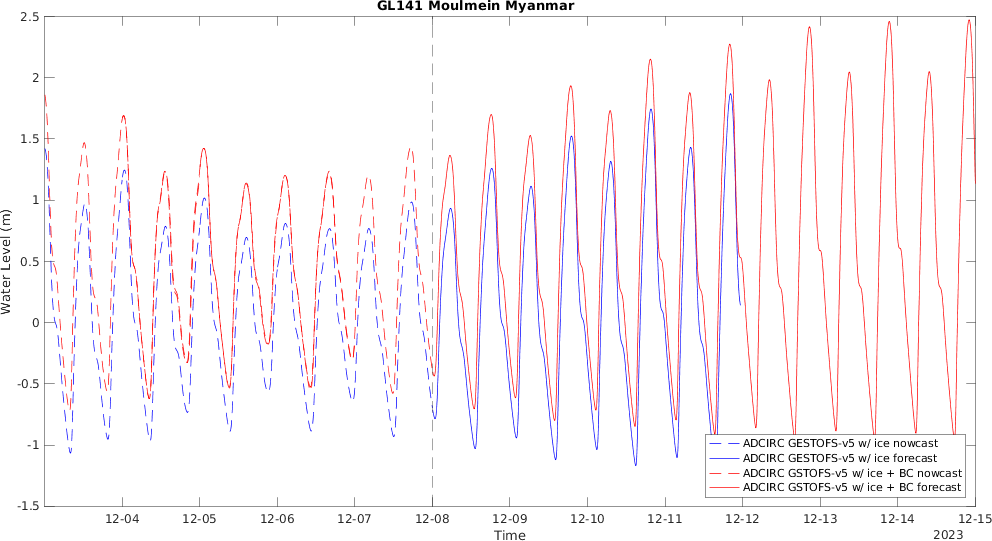 GL141 Moulmein Myanmar
2.5
2
1.5
1
0.5
0
-0.5
-1
-1.5
Water Level (m)
ADCIRC GESTOFS-v5 w/ ice nowcast
ADCIRC GESTOFS-v5 w/ ice forecast
ADCIRC GSTOFS-v5 w/ ice + BC nowcast
ADCIRC GSTOFS-v5 w/ ice + BC forecast
12-04 12-05 12-06 12-07 12-08 12-09 12-10 12-11 12-12 12-13 12-14 12-15
Time
2023